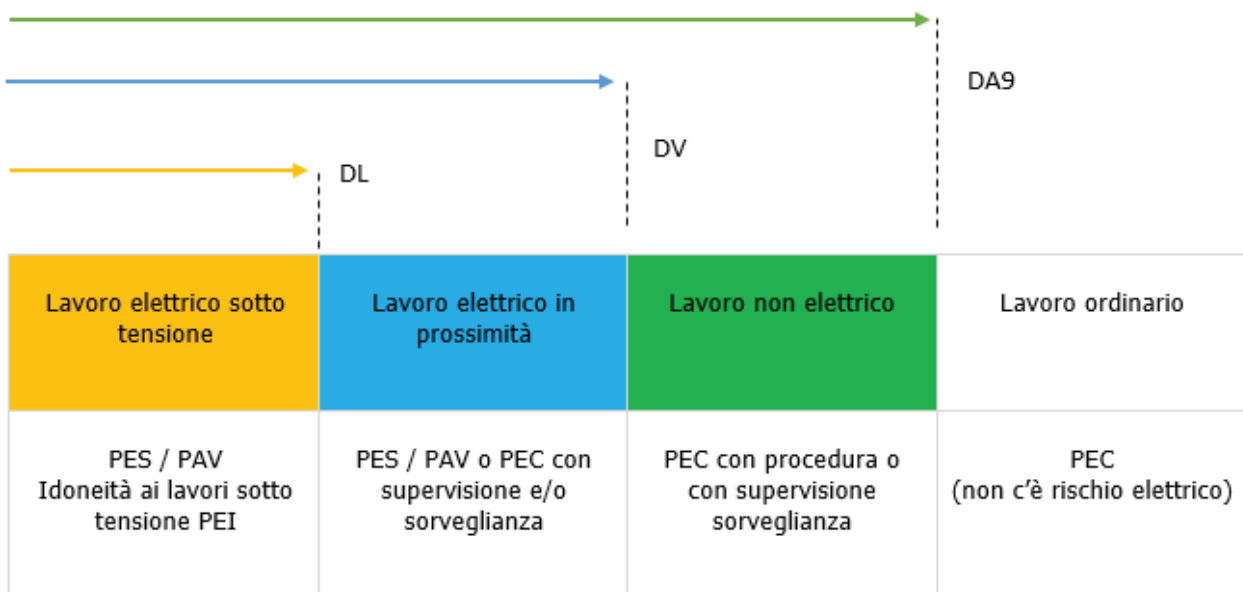 DA9
DV
DL
Lavoro elettrico sotto
tensione
Lavoro elettrico in
prossimità
Lavoro non elettrico
Lavoro ordinario
PES / PAV
Idoneità ai lavori sotto
tensione PEI
PES / PAV o PEC con
supervisione e/o
sorveglianza
PEC con procedura o
con supervisione
sorveglianza
PEC
(non c'è rischio elettrico)